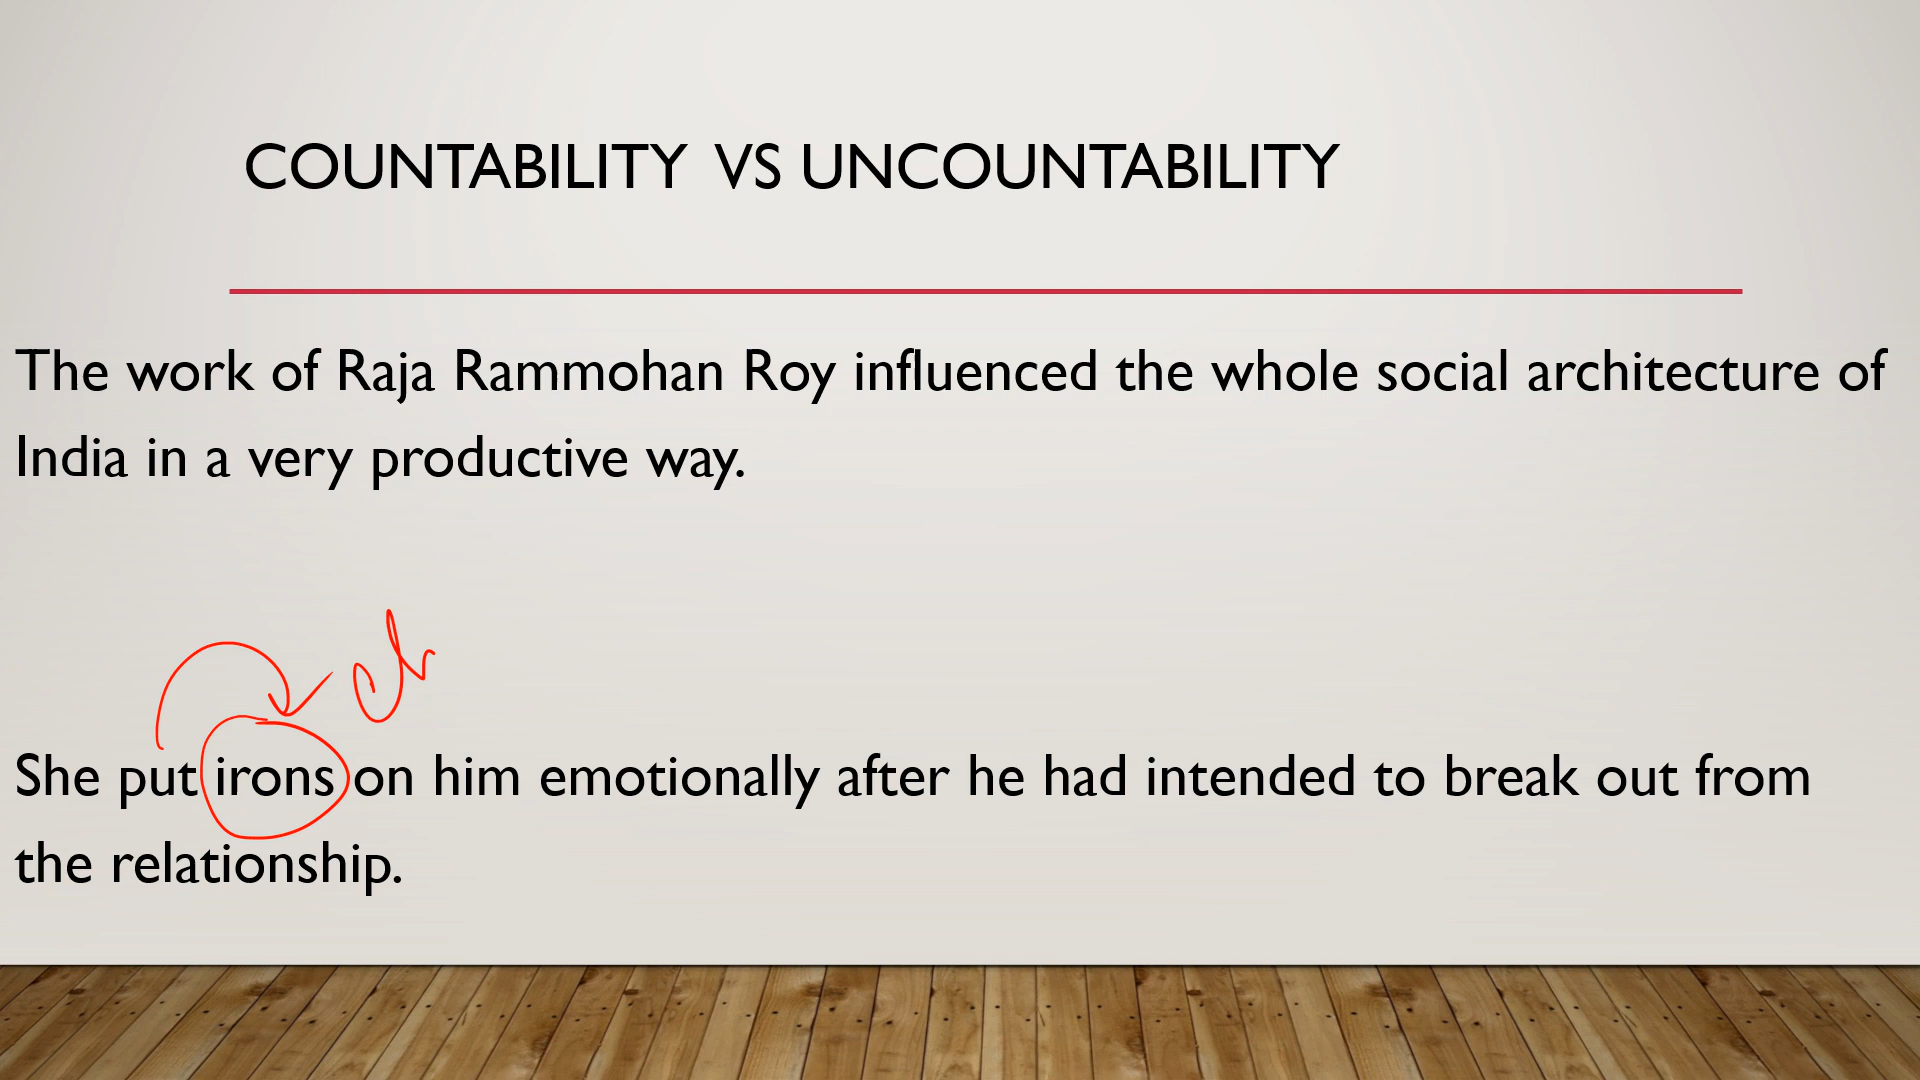 COUNTABILITY VS UNCOUNTABILITY
The work of Raja Rammohan Roy influenced the whole social architecture of
India in a very productive way.
She put irons on him emotionally after he had intended to break out from
the relationship.